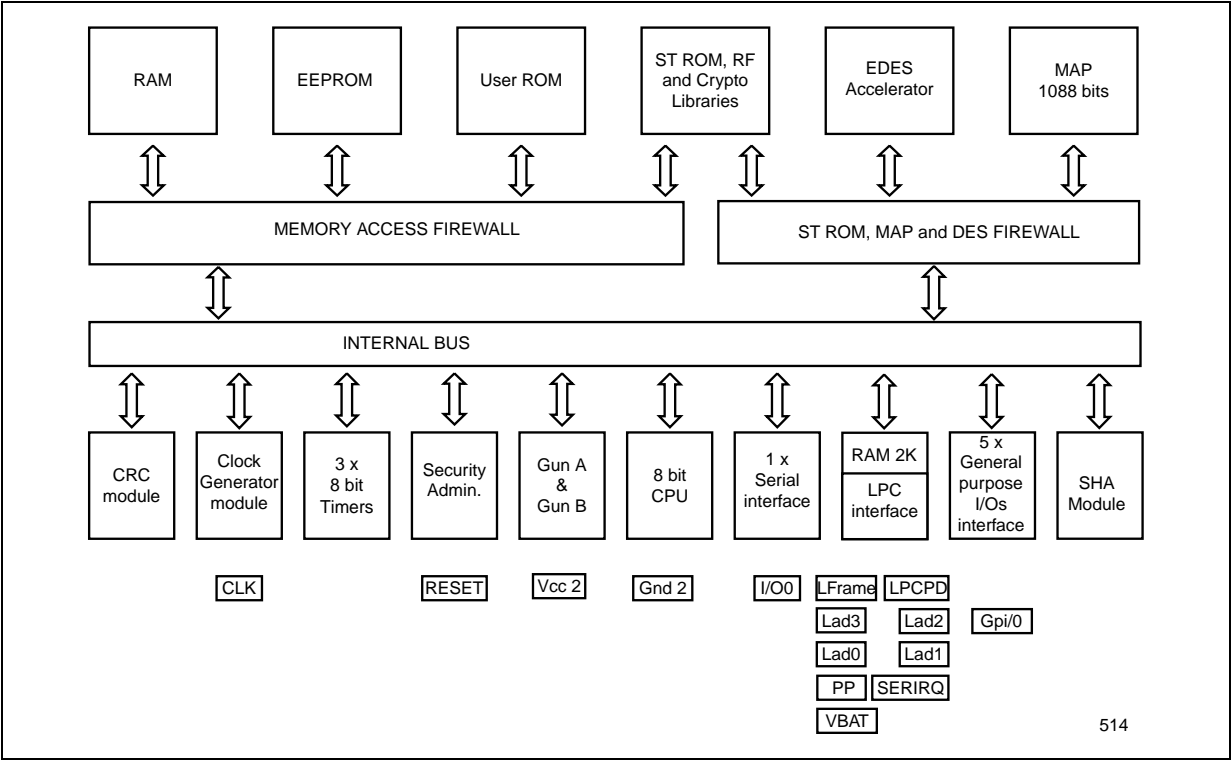 RAM
EEPROM
User ROM
ST ROM, RF
and Crypto
Libraries
EDES
Accelerator
MAP
1088 bits
MEMORY ACCESS FIREWALL
ST ROM, MAP and DES FIREWALL
INTERNAL BUS
CRC
module
Clock
Generator
module
3 x
8 bit
Timers
Security
Admin.
Gun A
&
Gun B
8 bit
CPU
1 x
Serial
interface
RAM 2K
LPC
interface
5 x
General
purpose
I/Os
interface
SHA
Module
CLK
RESET
Vcc 2
Gnd 2
I/O0
LFrame
LPCPD
Lad3
Lad2
Gpi/0
Lad0
Lad1
PP
SERIRQ
VBAT
514